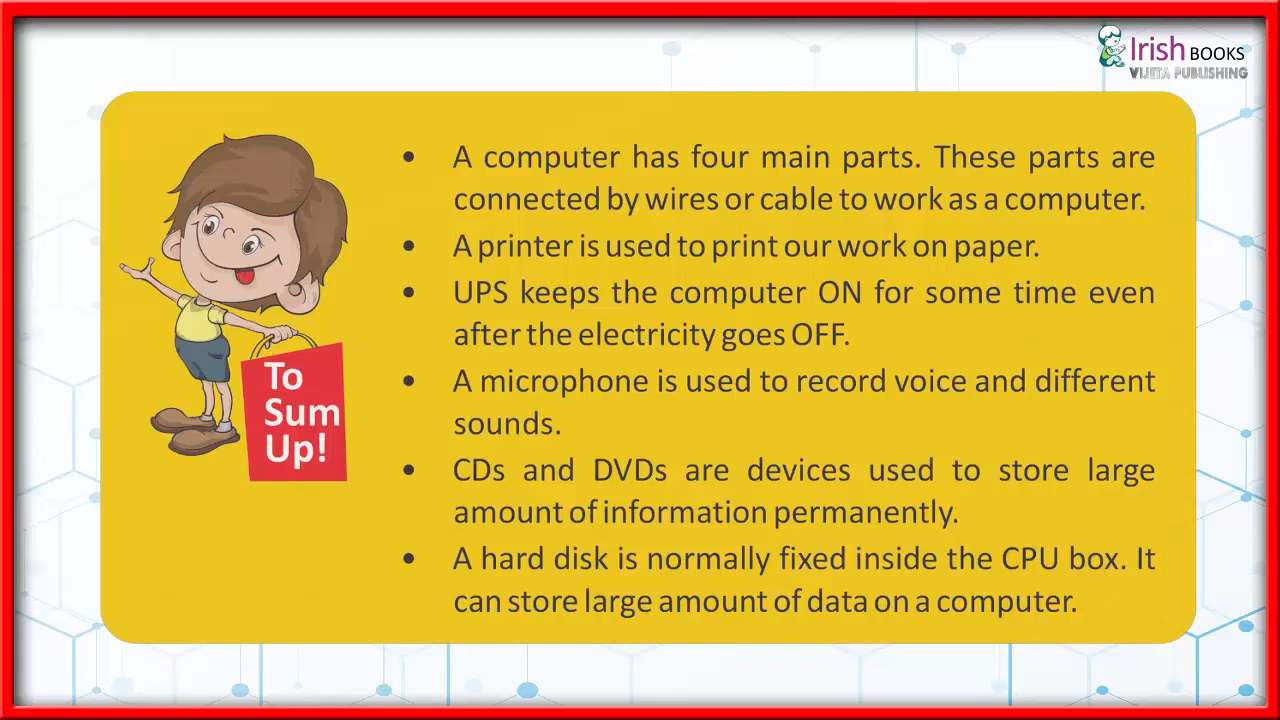 Irish BOOKS
VIJETA PUBLISHING
• A computer has four main parts. These parts are
connected by wires or cable to work as a computer.
• A printer is used to print our work on paper.
• UPS keeps the computer ON for some time even
after the electricity goes OFF.
• A microphone is used to record voice and different
sounds.
• CDs and DVDs are devices used to store large
amount of information permanently.
• A hard disk is normally fixed inside the CPU box. It
can store large amount of data on a computer.
To
Sum
Up!